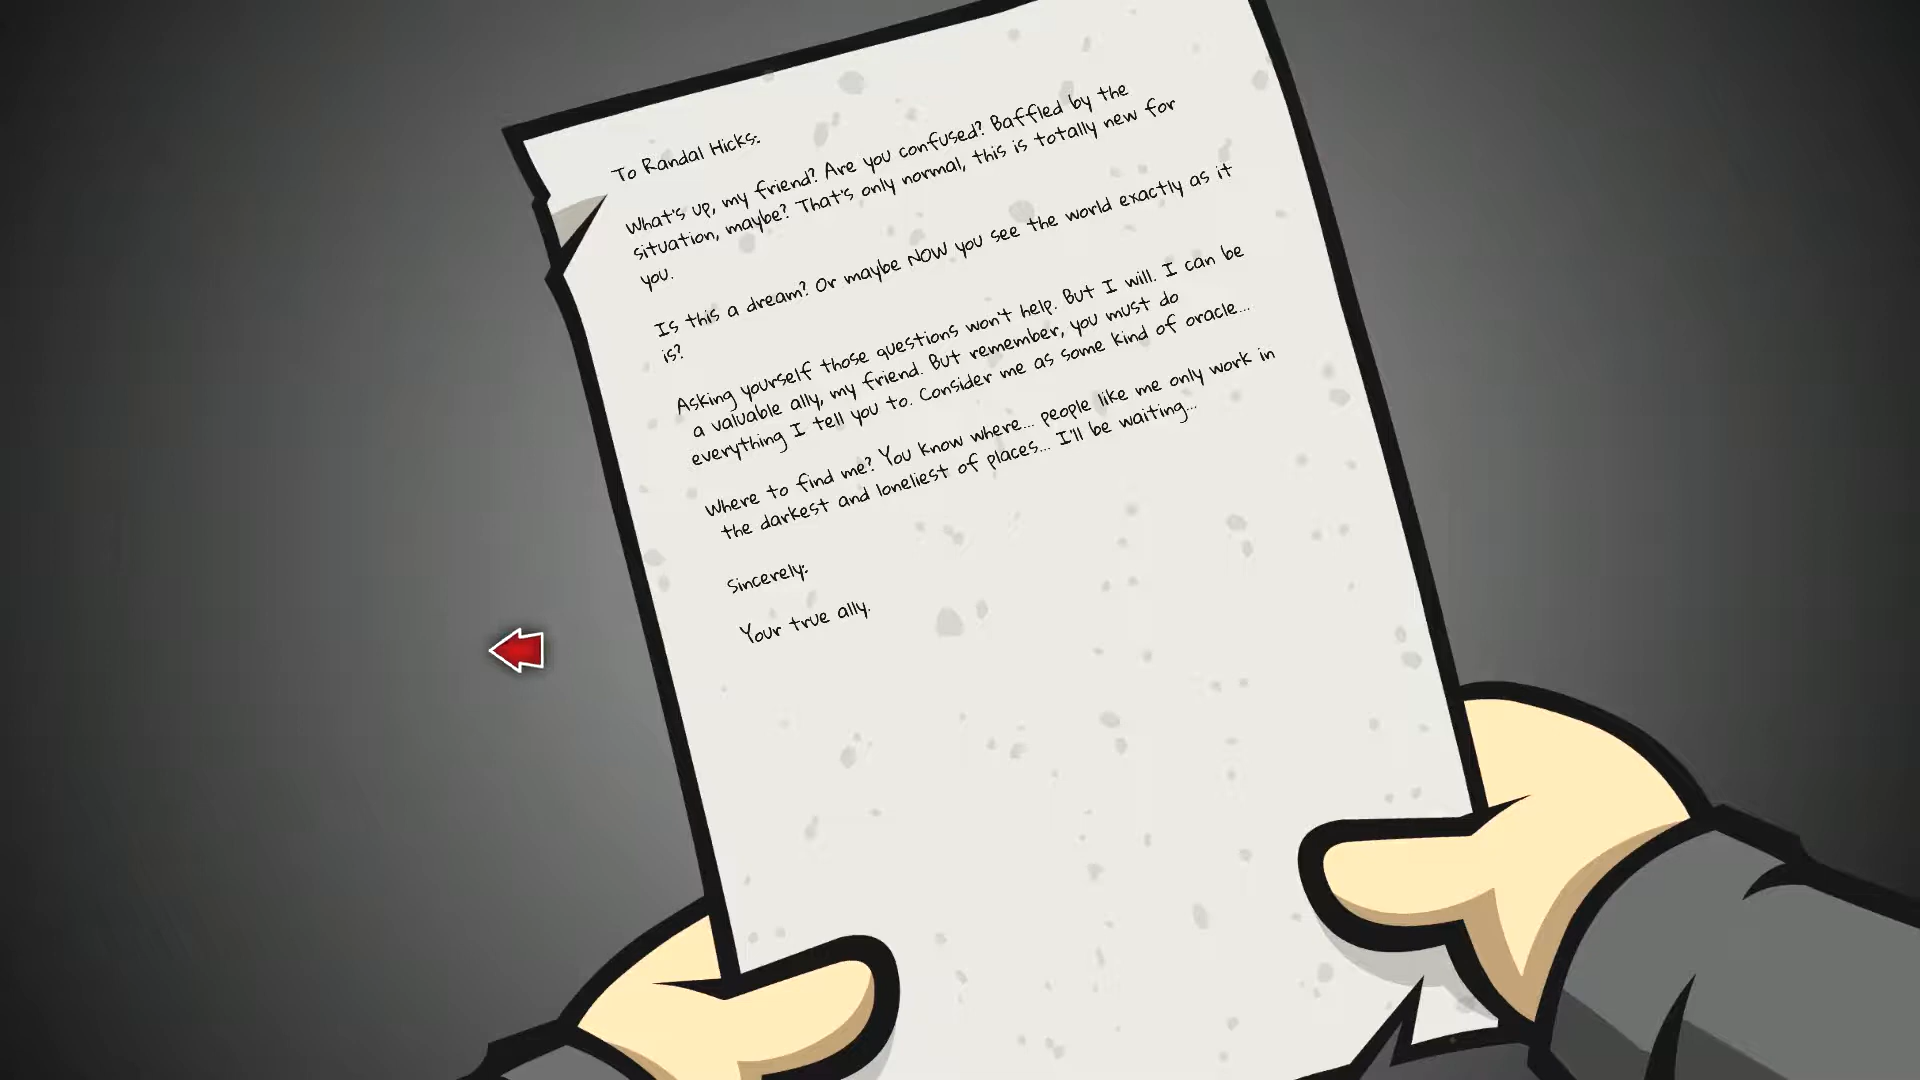 To Randal Hicks:
What's up, my friend? Are you confused? Baffled by the
situation, maybe? That's only normal, this is totally new for
you.
Is this a dream? Or maybe NOW you see the world exactly as it
is?
Asking yourself those questions won't help. But I will. I can be
a valuable ally, my friend. But remember, you must do
everything I tell you to. Consider me as some kind of oracle...
Where to find me? You know where... people like me only work in
the darkest and loneliest of places... I'll be waiting...
Sincerely:
Your true ally.